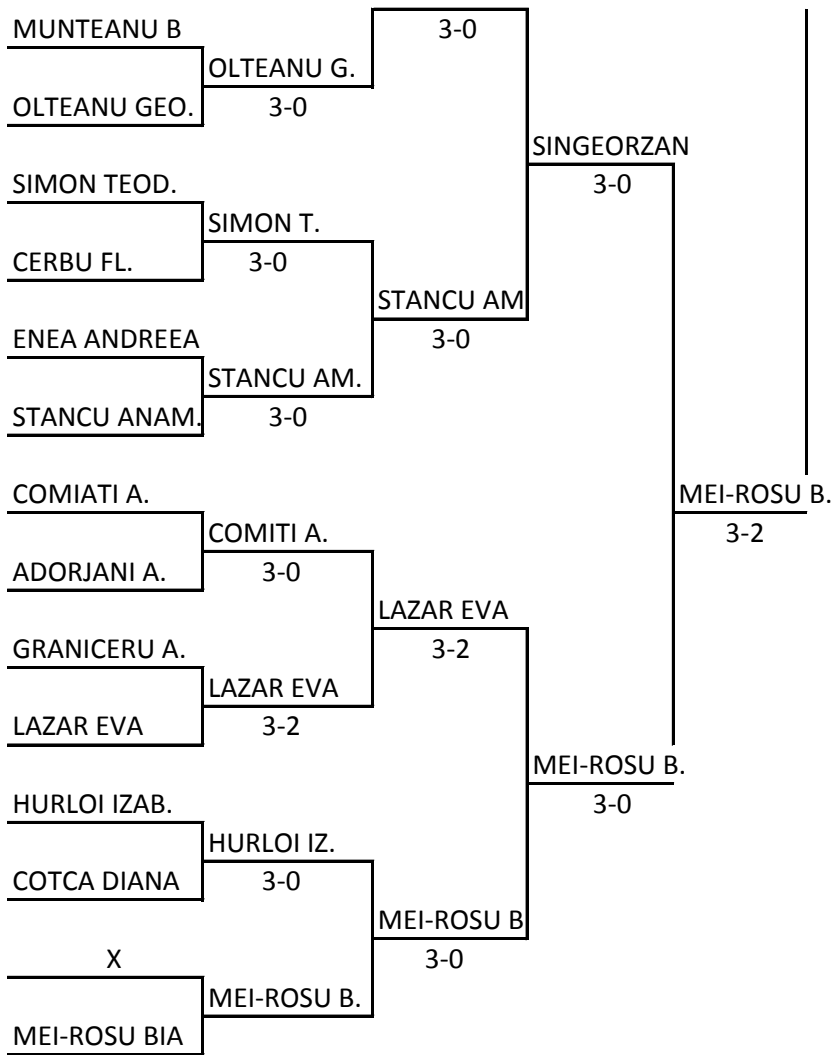 MUNTEANU B
3-0
OLTEANU G.
OLTEANU GEO.
3-0
SINGEORZAN
SIMON TEOD.
3-0
SIMON T.
CERBU FL.
3-0
STANCU AM
ENEA ANDREEA
3-0
STANCU AM.
STANCU ANAM.
3-0
COMIATI A.
MEI-ROSU B.
COMITI A.
3-2
ADORJANI A.
3-0
LAZAR EVA
GRANICERU A.
3-2
LAZAR EVA
LAZAR EVA
3-2
MEI-ROSU B.
HURLOI IZAB.
3-0
HURLOI IZ.
COTCA DIANA
3-0
MEI-ROSU B
X
3-0
MEI-ROSU B.
MEI-ROSU BIA